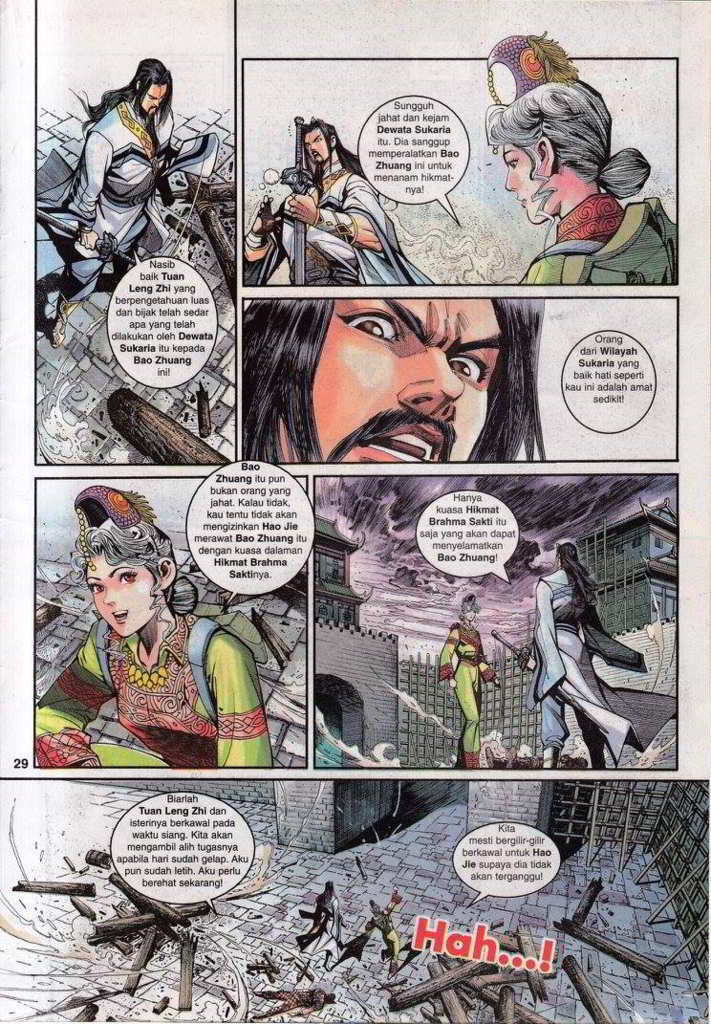 Nasib
baik Tuan
Leng Zhi yang
berpengetahuan luas
dan bijak telah sedar
apa yang telah
dilakukan oleh Dewata
Sukaria itu kepada
Bao Zhuang
ini!
Sungguh
jahat dan kejam
Dewata Sukaria
itu. Dia sanggup
memperalatkan Bao
Zhuang ini untuk
menanam hikmat-
nya!
Orang
dari Wilayah
Sukaria yang
baik hati seperti
kau ini adalah amat
sedikit!
Bao
Zhuang itu pun
bukan orang yang
jahat. Kalau tidak,
kau tentu tidak akan
mengizinkan Hao Jie
merawat Bao Zhuang itu
dengan kuasa dalaman
Hikmat Brahma
Saktinya.
Hanya
kuasa Hikmat
Brahma Sakti itu
saja yang akan dapat
menyelamatkan
Bao Zhuang!
29
Biarlah
Tuan Leng Zhi dan
isterinya berkawal pada
waktu siang. Kita akan
mengambil alih tugasnya
apabila hari sudah gelap. Aku
pun sudah letih. Aku perlu
berehat sekarang!
Kita
mesti bergilir-gilir
berkawal untuk Hao
Jie supaya dia tidak
akan terganggu!
Hah...!